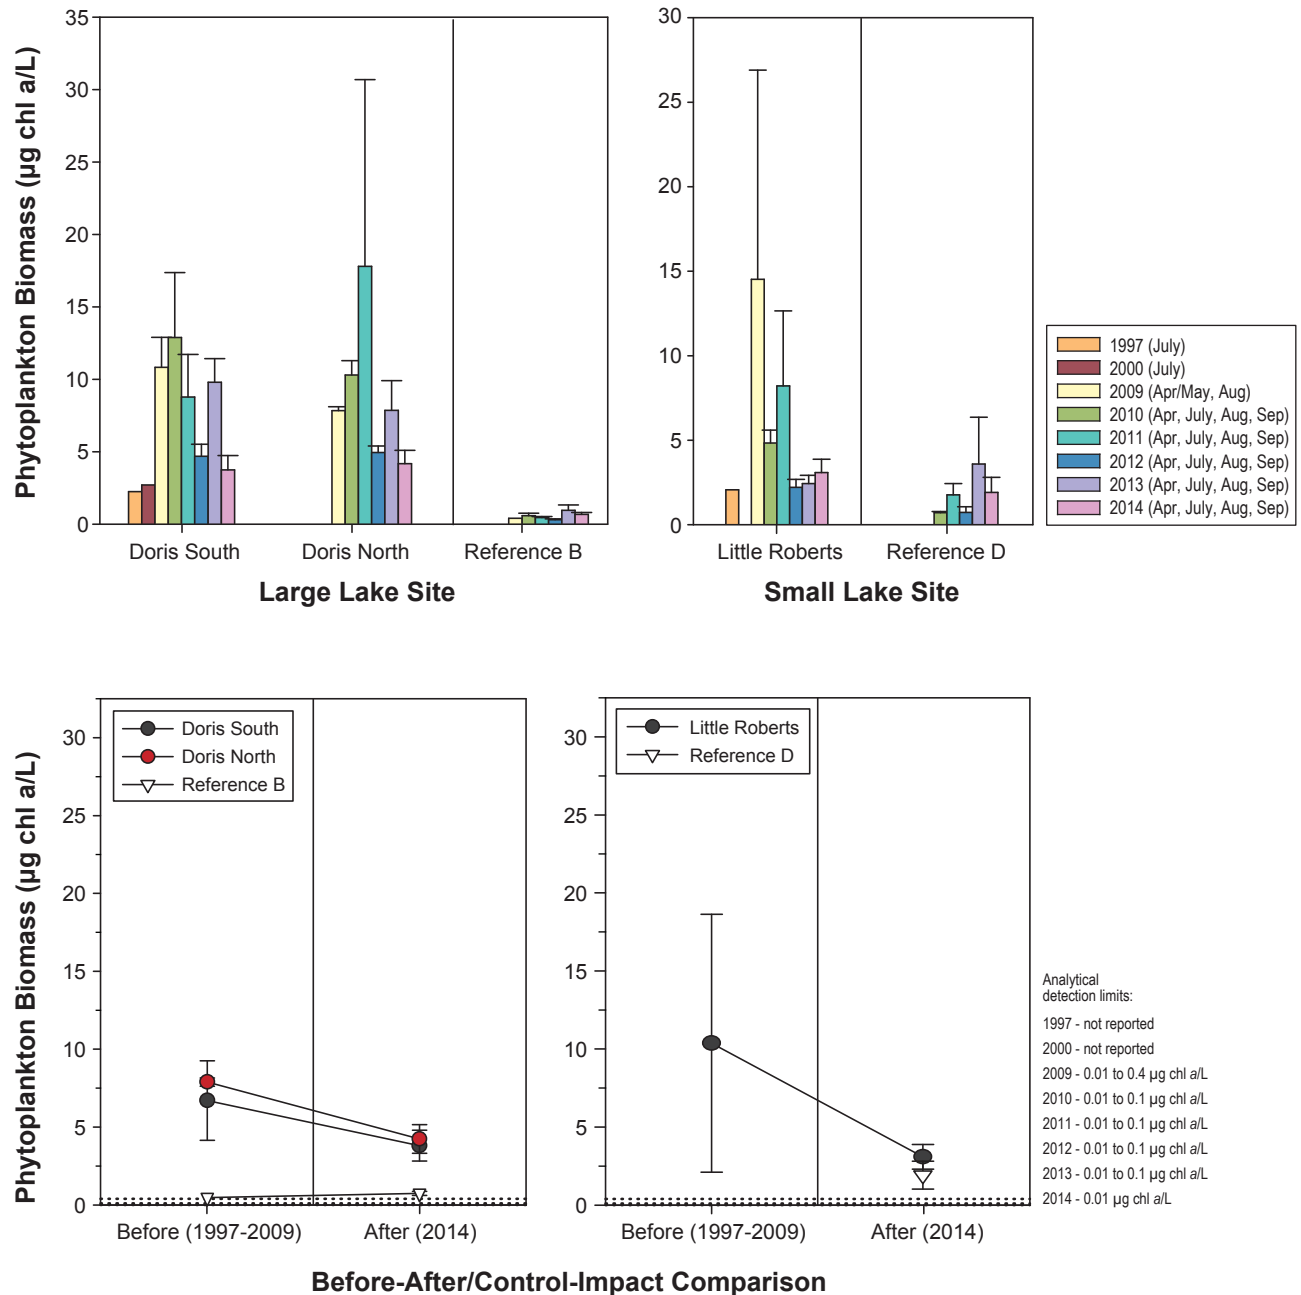 Phytoplankton Biomass (µg chl a/L)
35
30
25
20
15
10
5
0
Doris South
Doris North
Reference B
Large Lake Site
30
25
20
15
10
5
0
Little Roberts
Reference D
Small Lake Site
1997 (July)
2000 (July)
2009 (Apr/May, Aug)
2010 (Apr, July, Aug, Sep)
2011 (Apr, July, Aug, Sep)
2012 (Apr, July, Aug, Sep)
2013 (Apr, July, Aug, Sep)
2014 (Apr, July, Aug, Sep)
Phytoplankton Biomass (µg chl a/L)
30
25
20
15
10
5
0
Doris South
Doris North
Reference B
Before (1997-2009)
After (2014)
30
25
20
15
10
5
0
Little Roberts
Reference D
Before (1997-2009)
After (2014)
Before-After/Control-Impact Comparison
Analytical
detection limits:
1997 - not reported
2000 - not reported
2009 - 0.01 to 0.4 µg chl a/L
2010 - 0.01 to 0.1 µg chl a/L
2011 - 0.01 to 0.1 µg chl a/L
2012 - 0.01 to 0.1 µg chl a/L
2013 - 0.01 to 0.1 µg chl a/L
2014 - 0.01 µg chl a/L